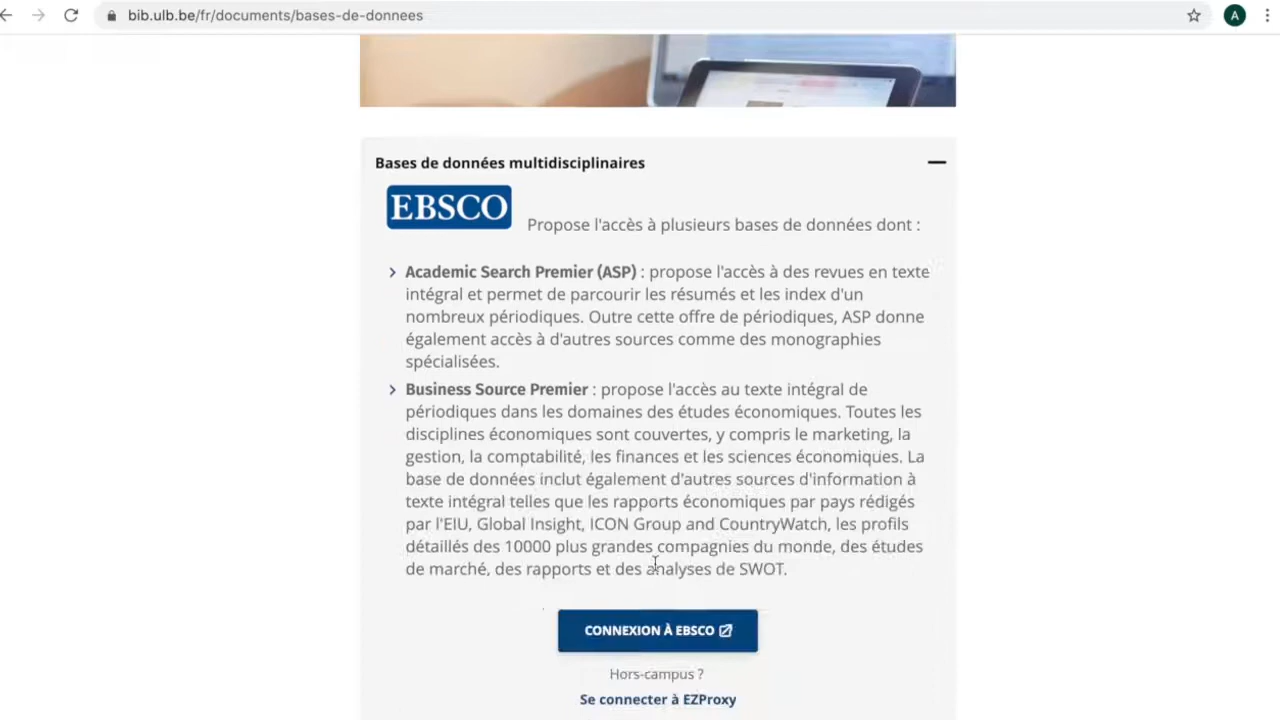 bib.ulb.be/fr/documents/bases-de-donnees
A
Bases de données multidisciplinaires
EBSCO
Propose l'accès à plusieurs bases de données dont :
Academic Search Premier (ASP) : propose l'accès à des revues en texte
intégral et permet de parcourir les résumés et les index d'un
nombreux périodiques. Outre cette offre de périodiques, ASP donne
également accès à d'autres sources comme des monographies
spécialisées.
Business Source Premier : propose l'accès au texte intégral de
périodiques dans les domaines des études économiques. Toutes les
disciplines économiques sont couvertes, y compris le marketing, la
gestion, la comptabilité, les finances et les sciences économiques. La
base de données inclut également d'autres sources d'information à
texte intégral telles que les rapports économiques par pays rédigés
par l'EIU, Global Insight, ICON Group and CountryWatch, les profils
détaillés des 10000 plus grandes compagnies du monde, des études
de marché, des rapports et des analyses de SWOT.
CONNEXION À EBSCO
Hors-campus ?
Se connecter à EZProxy